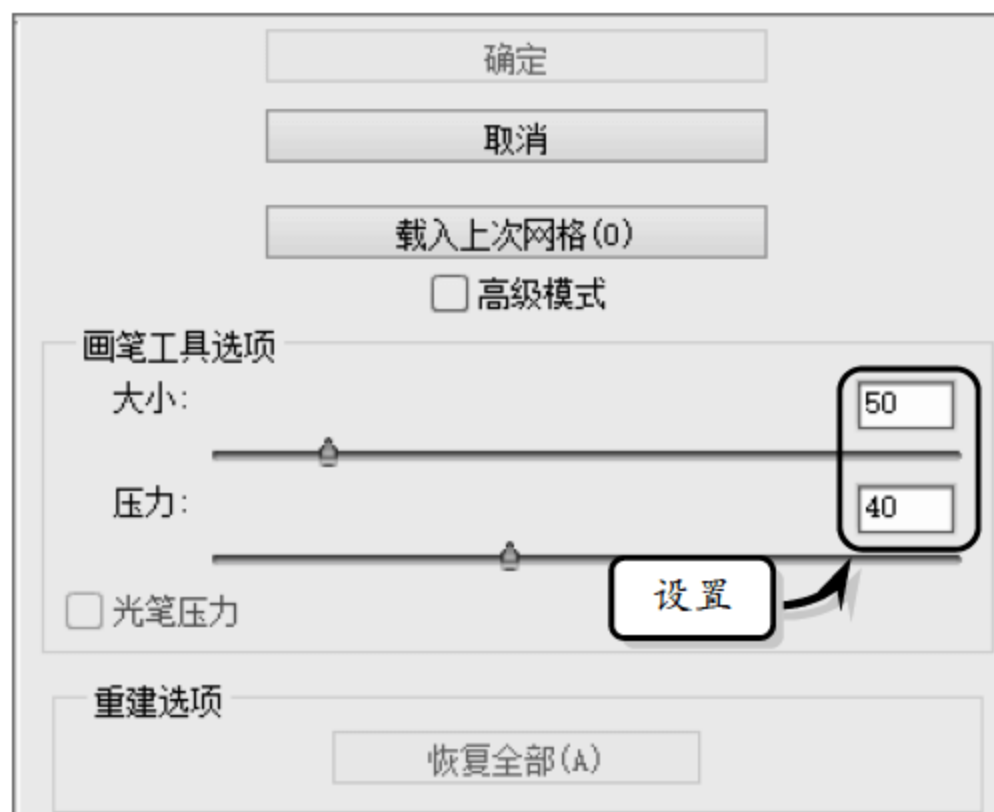 确定
取消
载入上次网格(O)
高级模式
画笔工具选项
大小:
50
压力:
40
设置
光笔压力
重建选项
恢复全部(A)